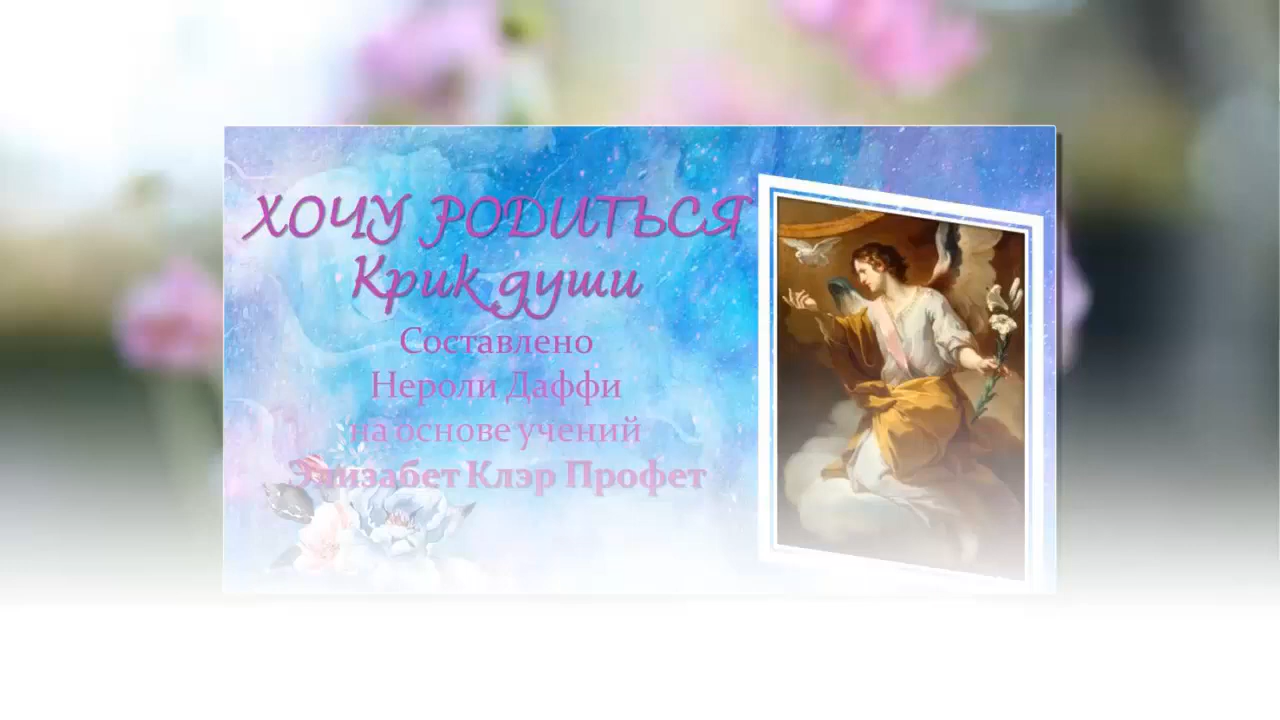 ХОЧУ РОДИТЬСЯ
Крик души
Составлено
Нероли Даффи
на основе учений
Элизабет Клэр Профет